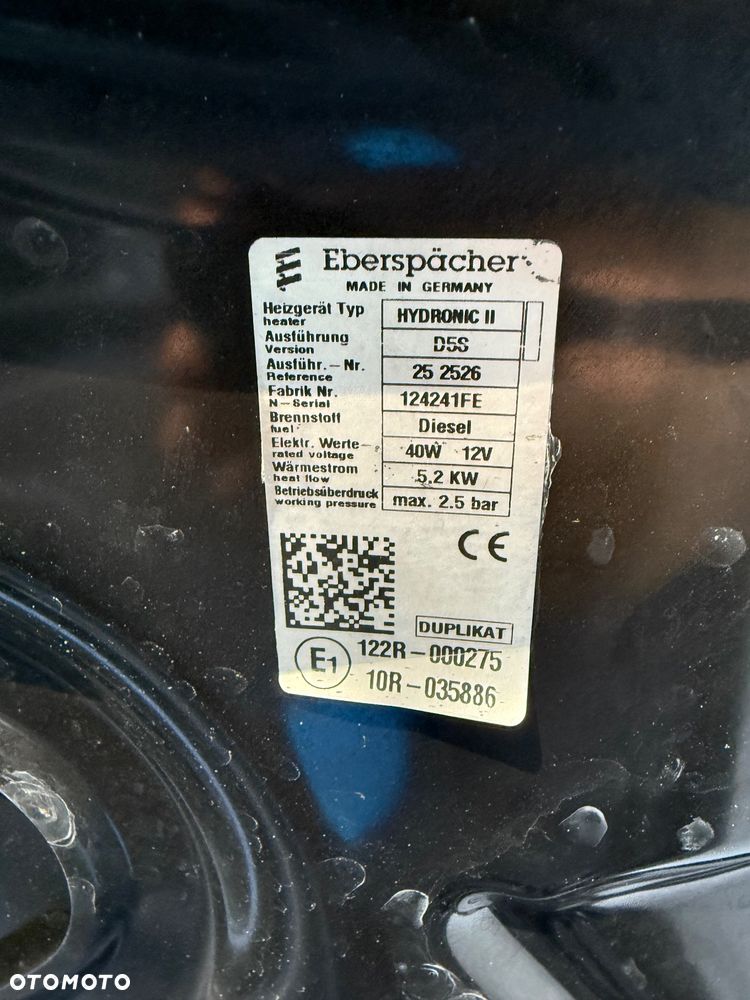 Eberspächer
MADE IN GERMANY
Heizgerät Typ HYDRONIC II
heater
Ausführung D5S
Version
Ausführ.-Nr. 25 2526
Reference
Fabrik Nr. 124241FE
N-Serial
Brennstoff Diesel
fuel
Elektr. Werte 40W 12V
rated voltage
Wärmestrom 5.2 KW
heat flow
Betriebsüberdruck max. 2.5 bar
working pressure
CE
DUPLIKAT
E1 122R-000275
10R-035886
OTOMOTO